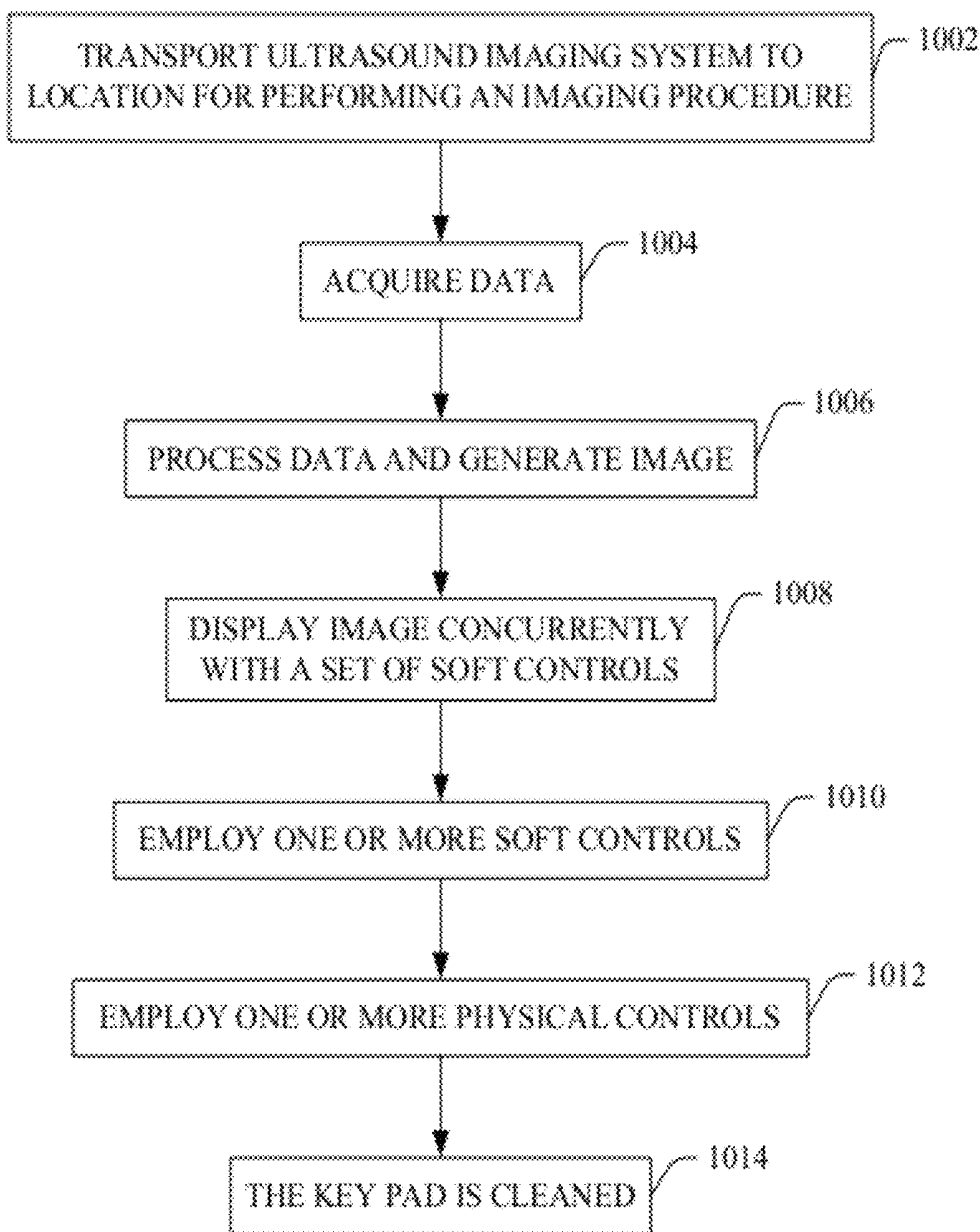 TRANSPORT ULTRASOUND IMAGING SYSTEM TO
LOCATION FOR PERFORMING AN IMAGING PROCEDURE
1002
ACQUIRE DATA
1004
PROCESS DATA AND GENERATE IMAGE
1006
DISPLAY IMAGE CONCURRENTLY
WITH A SET OF SOFT CONTROLS
1008
EMPLOY ONE OR MORE SOFT CONTROLS
1010
EMPLOY ONE OR MORE PHYSICAL CONTROLS
1012
THE KEY PAD IS CLEANED
1014